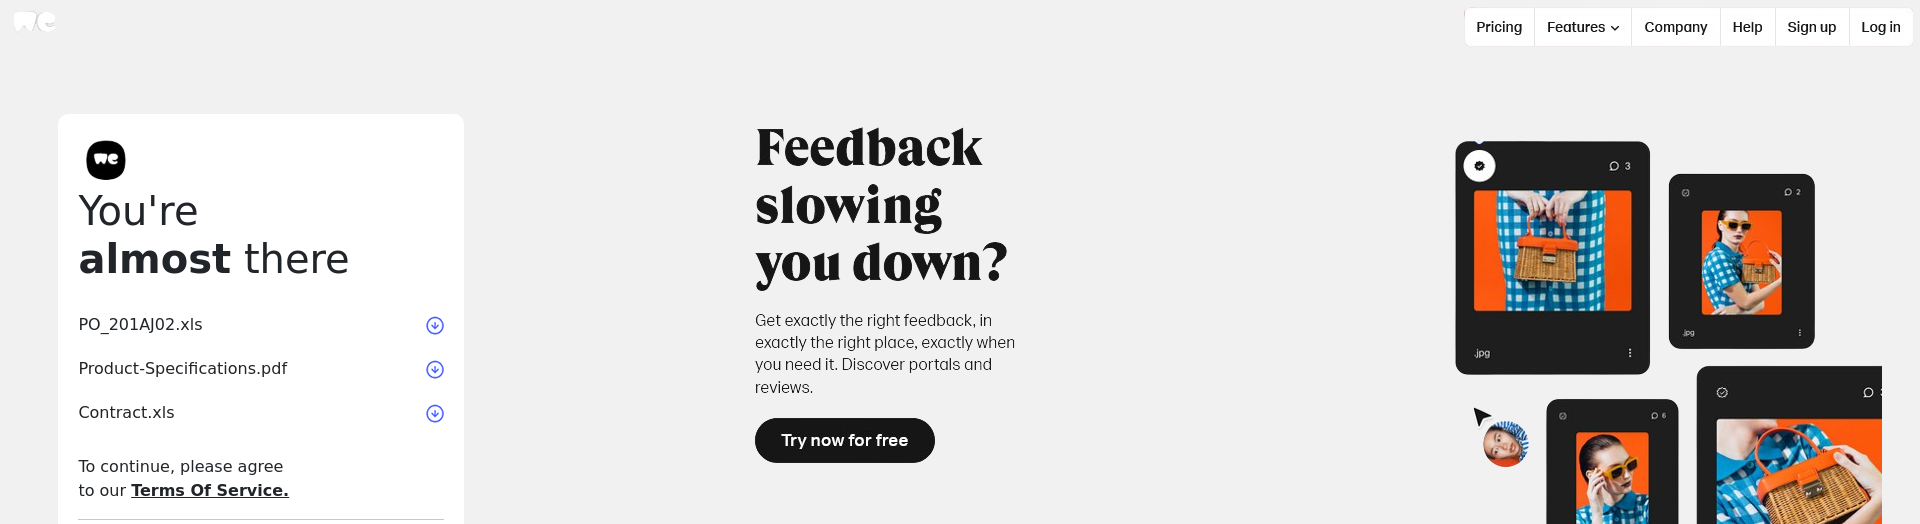 we
Pricing
Features
Company
Help
Sign up
Log in
we
You're
almost there
PO_201AJ02.xls
Product-Specifications.pdf
Contract.xls
To continue, please agree
to our Terms Of Service.
Feedback
slowing
you down?
Get exactly the right feedback, in
exactly the right place, exactly when
you need it. Discover portals and
reviews.
Try now for free
3
.jpg
2
.jpg
6